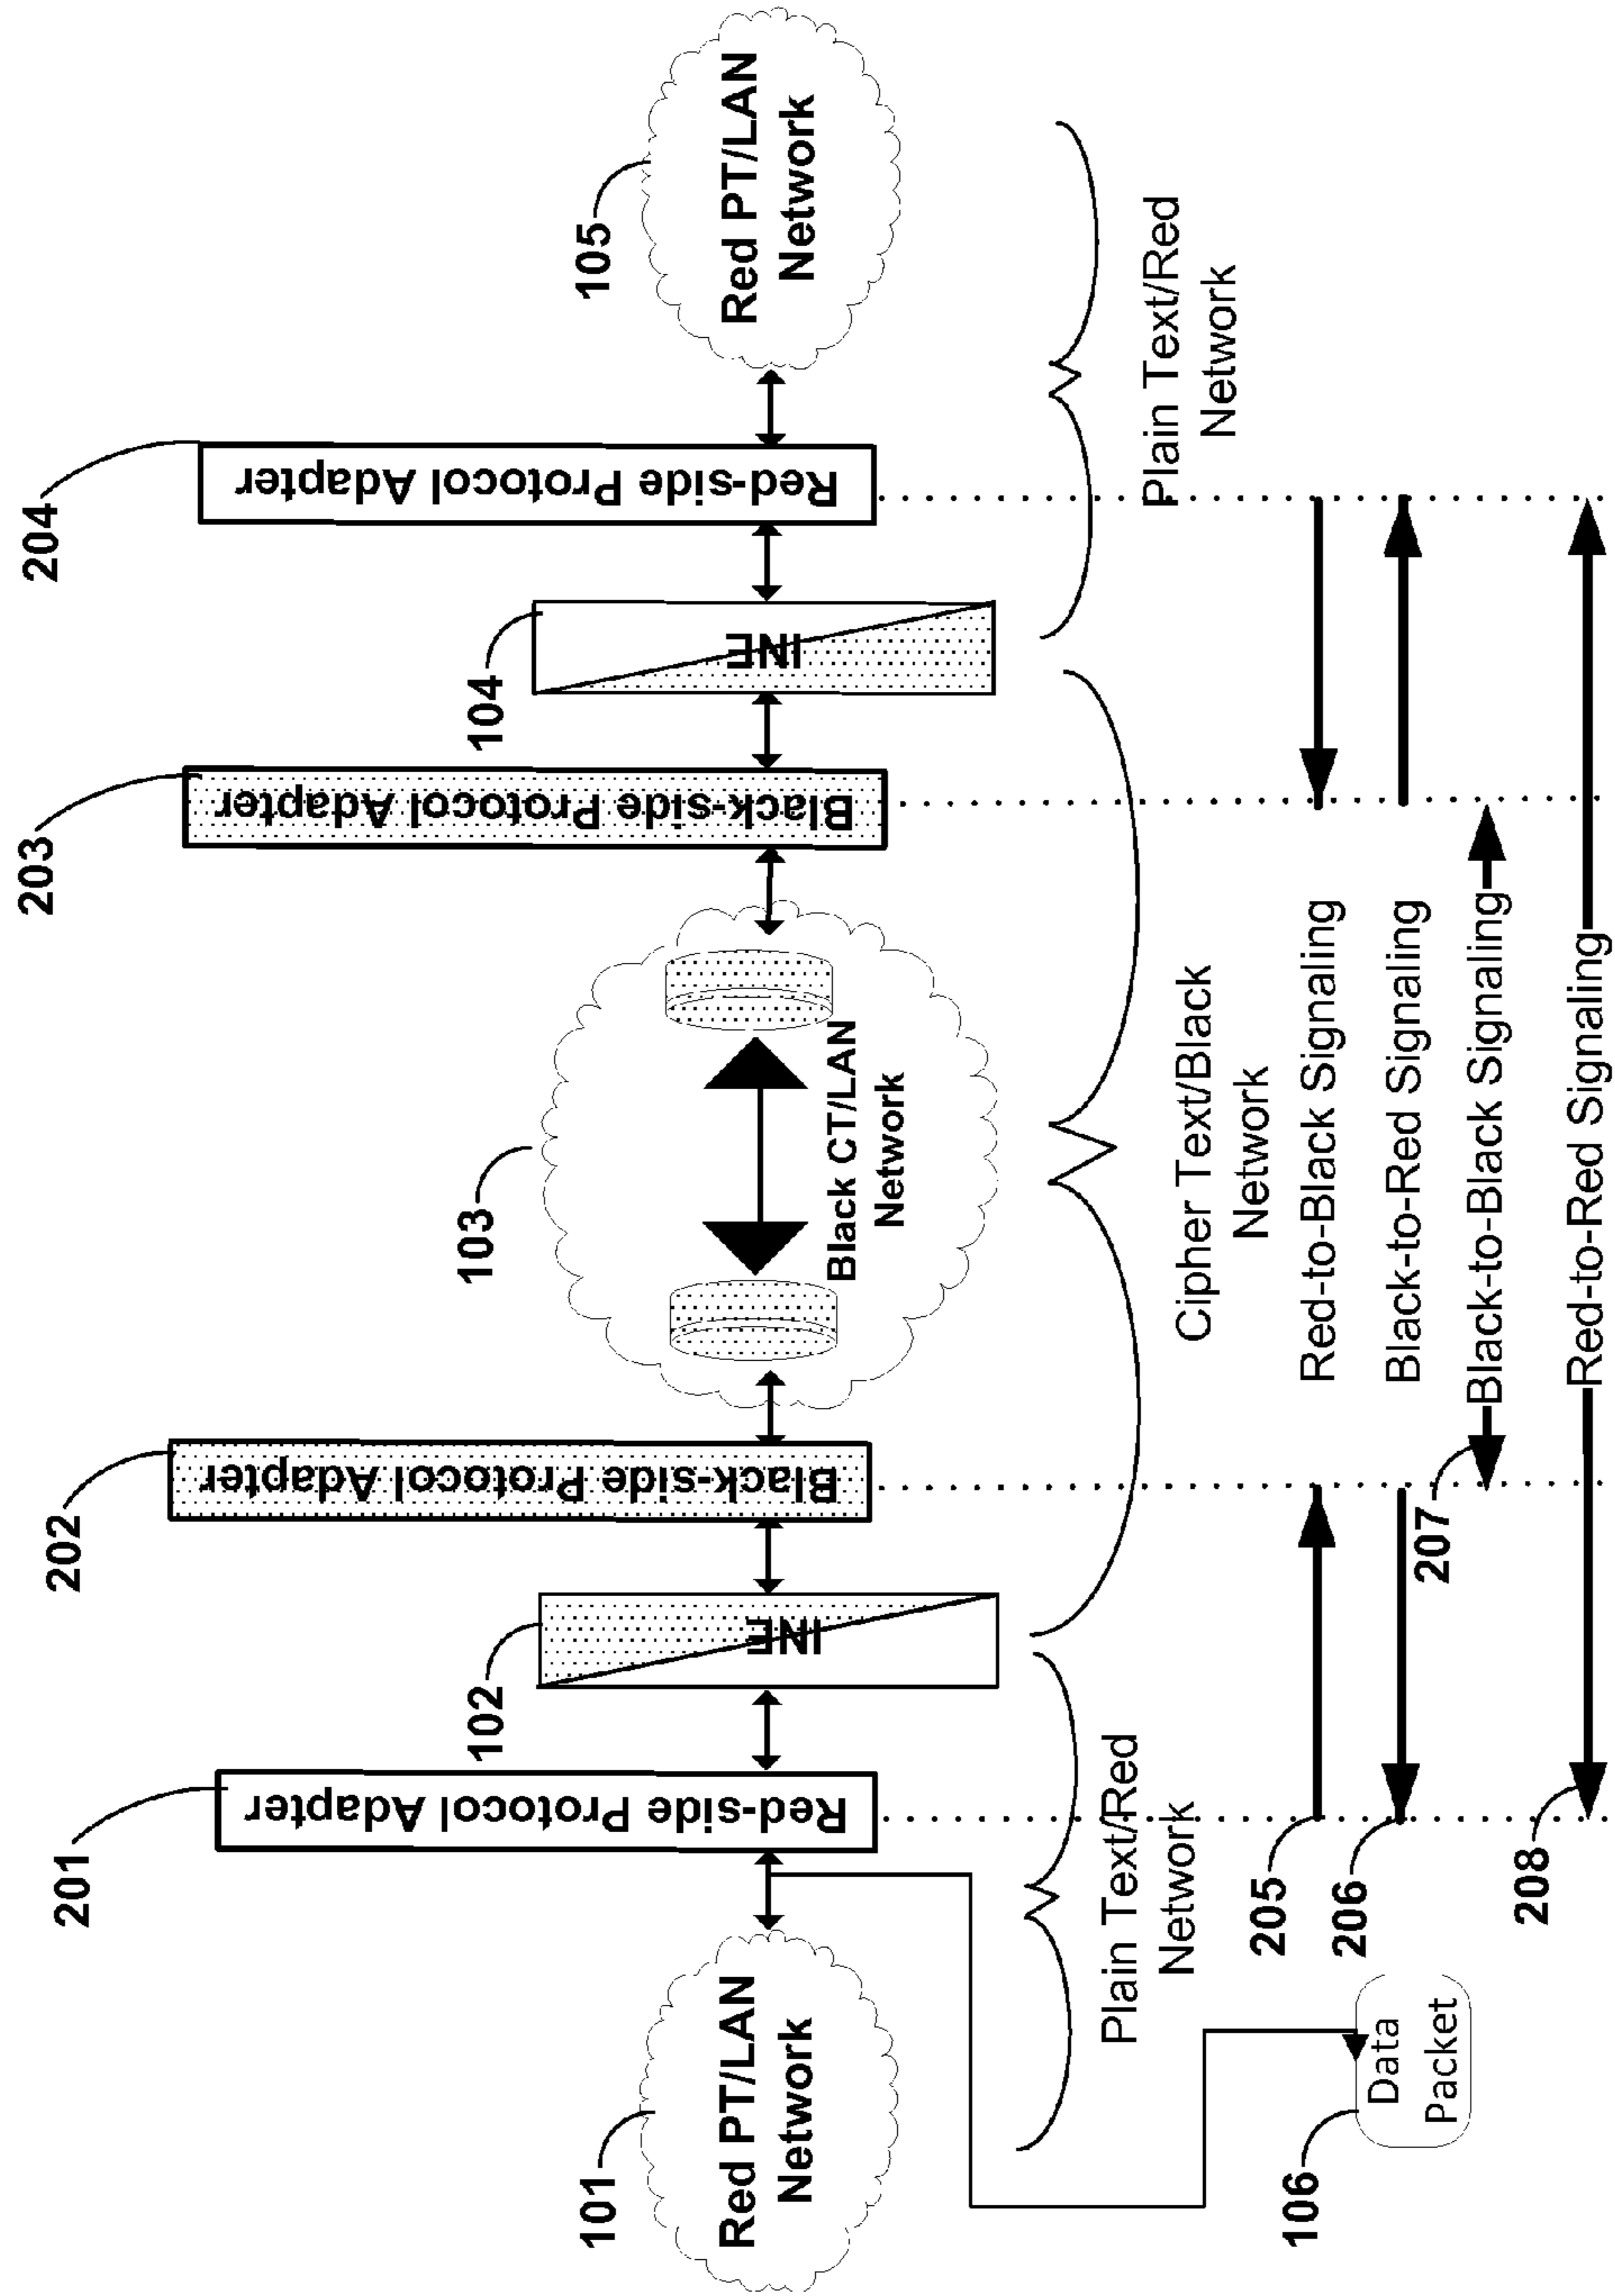 204
203
202
201
105
104
103
102
101
Red PT/LAN
Network
Red-side Protocol Adapter
INE
Black-side Protocol Adapter
Black CT/LAN
Network
Black-side Protocol Adapter
INE
Red-side Protocol Adapter
Red PT/LAN
Network
Plain Text/Red
Network
Cipher Text/Black
Network
Plain Text/Red
Network
205
Red-to-Black Signaling
206
Black-to-Red Signaling
207
Black-to-Black Signaling
208
Red-to-Red Signaling
106
Data
Packet